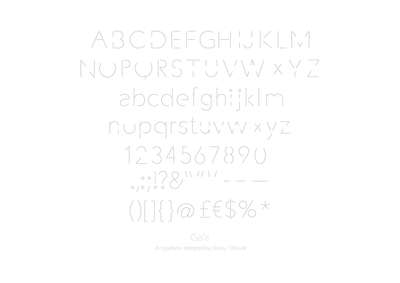 ABCDEFGHIJKLM
NOPQRSTUVWXYZ
abcdefghijklm
nopqrstuvwxyz
1234567890
.,:;!?&"“” - – —
()[]{}@£€$%*